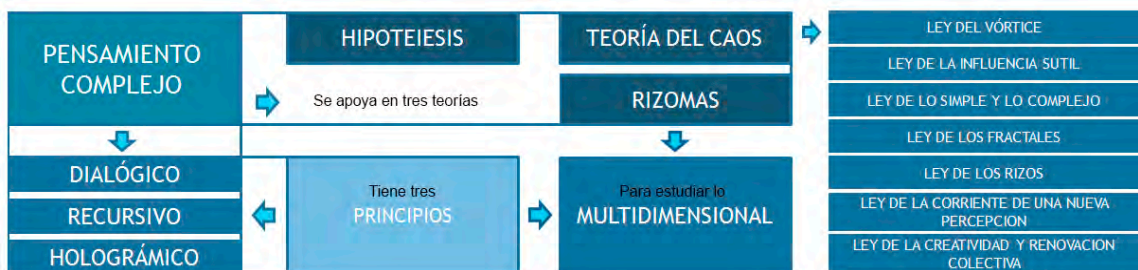 PENSAMIENTO
COMPLEJO
HIPOTEIESIS
TEORÍA DEL CAOS
Se apoya en tres teorías
RIZOMAS
DIALÓGICO
RECURSIVO
HOLOGRÁMICO
Tiene tres
PRINCIPIOS
Para estudiar lo
MULTIDIMENSIONAL
LEY DEL VÓRTICE
LEY DE LA INFLUENCIA SUTIL
LEY DE LO SIMPLE Y LO COMPLEJO
LEY DE LOS FRACTALES
LEY DE LOS RIZOS
LEY DE LA CORRIENTE DE UNA NUEVA
PERCEPCION
LEY DE LA CREATIVIDAD Y RENOVACION
COLECTIVA